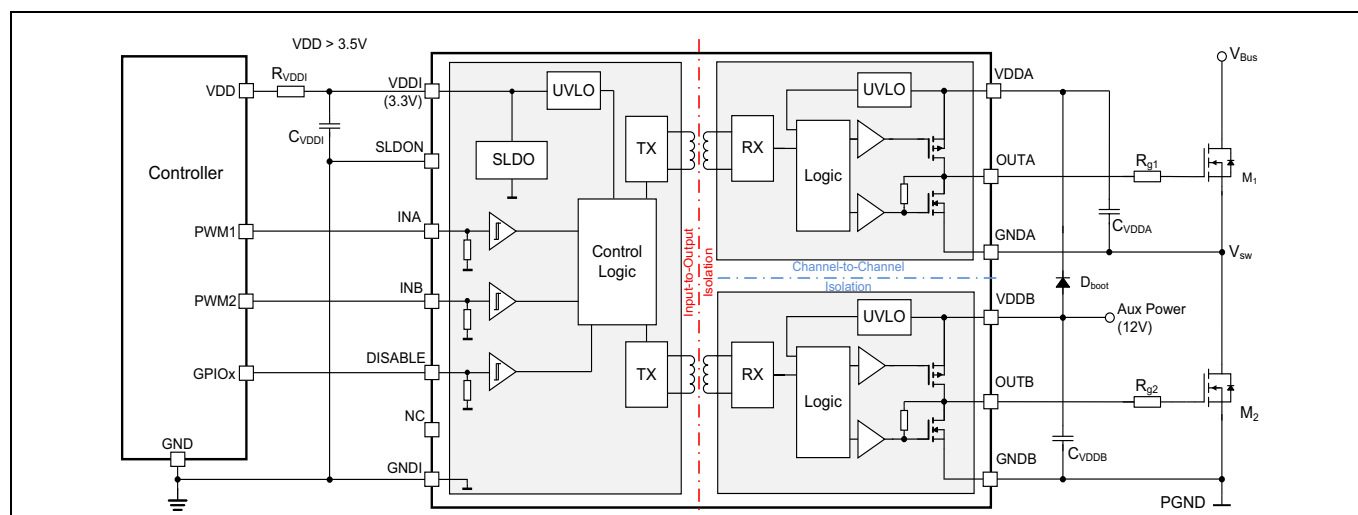 VDD > 3.5V
Controller
VDD
PWM1
PWM2
GPIOx
GND
RVDDI
CVDDI
VDDI
(3.3V)
SLDON
INA
INB
DISABLE
NC
GNDI
UVLO
SLDO
TX
Control
Logic
TX
Input-to-Output
Isolation
Channel-to-Channel
Isolation
UVLO
RX
Logic
UVLO
RX
Logic
VDDA
OUTA
GNDA
VDDB
OUTB
GNDB
VBus
Rg1
M1
CVDDA
Vsw
Dboot
Aux Power
(12V)
Rg2
M2
CVDDB
PGND